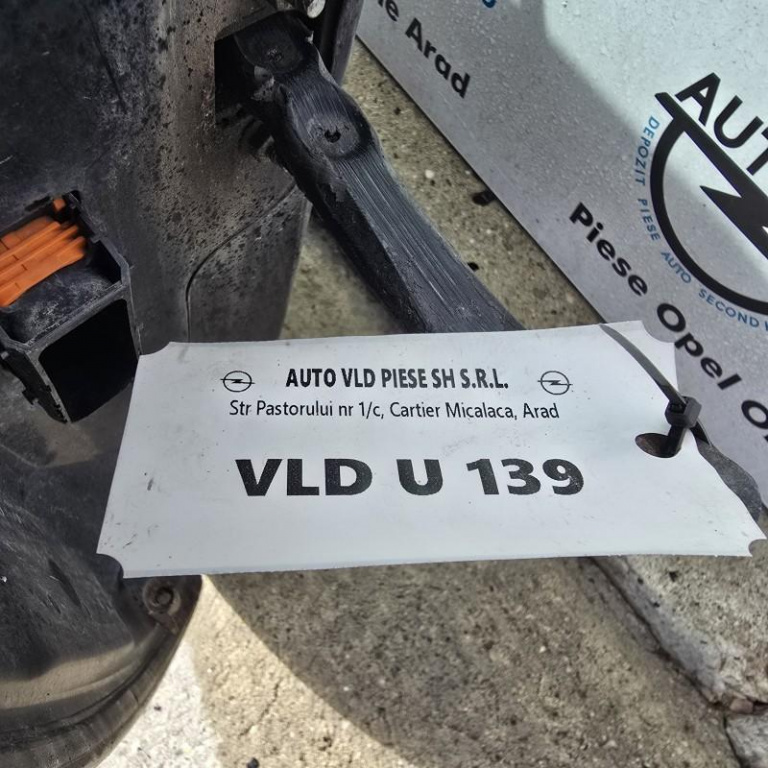 e Arad
AUT
DEPOZIT PIESE AUTO SECOND
Piese Opel
AUTO VLD PIESE SH S.R.L.
Str Pastorului nr 1/c, Cartier Micalaca, Arad
VLD U 139